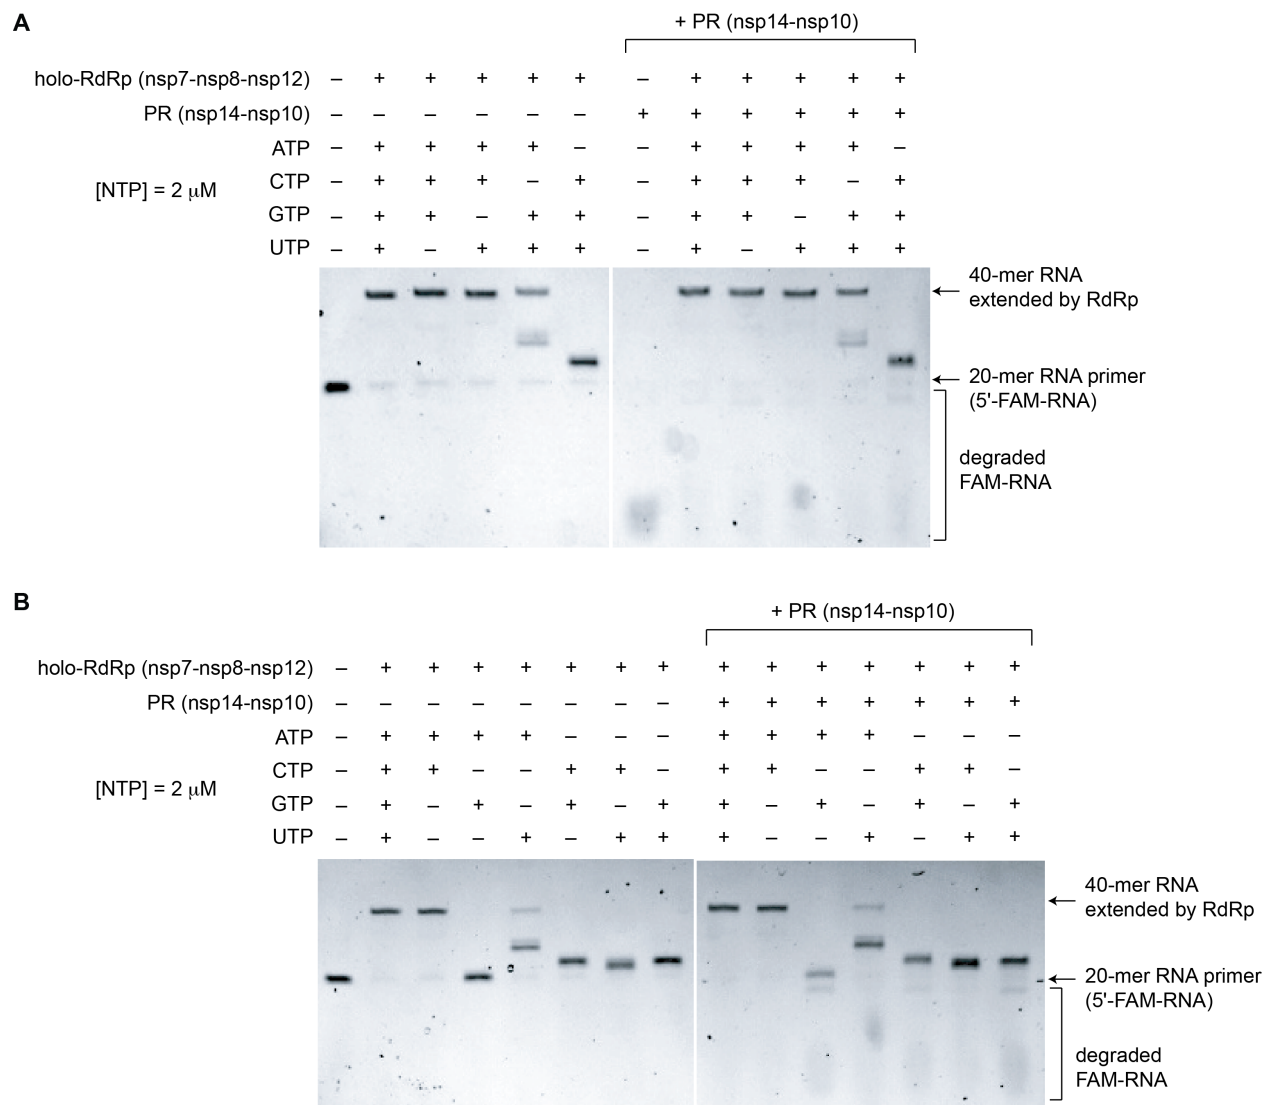 A
+ PR (nsp14-nsp10)
holo-RdRp (nsp7-nsp8-nsp12) – + + + + + – + + + + +
PR (nsp14-nsp10) – – – – – – + + + + + +
ATP – + + + + – – + + + + –
[NTP] = 2 μM
CTP – + + + – + – + + + – +
GTP – + + – + + – + + – + +
UTP – + – + + + – + – + + +
40-mer RNA
extended by RdRp
20-mer RNA primer
(5'-FAM-RNA)
degraded
FAM-RNA
B
+ PR (nsp14-nsp10)
holo-RdRp (nsp7-nsp8-nsp12) – + + + + + + + + + + + + + +
PR (nsp14-nsp10) – – – – – – – – + + + + + + +
ATP – + + + + – – – + + + + – – –
CTP – + + – – + + – + + – – + + –
[NTP] = 2 μM
GTP – + – + – + – + + – + – + – +
UTP – + – – + – + + + – – + – + +
40-mer RNA
extended by RdRp
20-mer RNA primer
(5'-FAM-RNA)
degraded
FAM-RNA